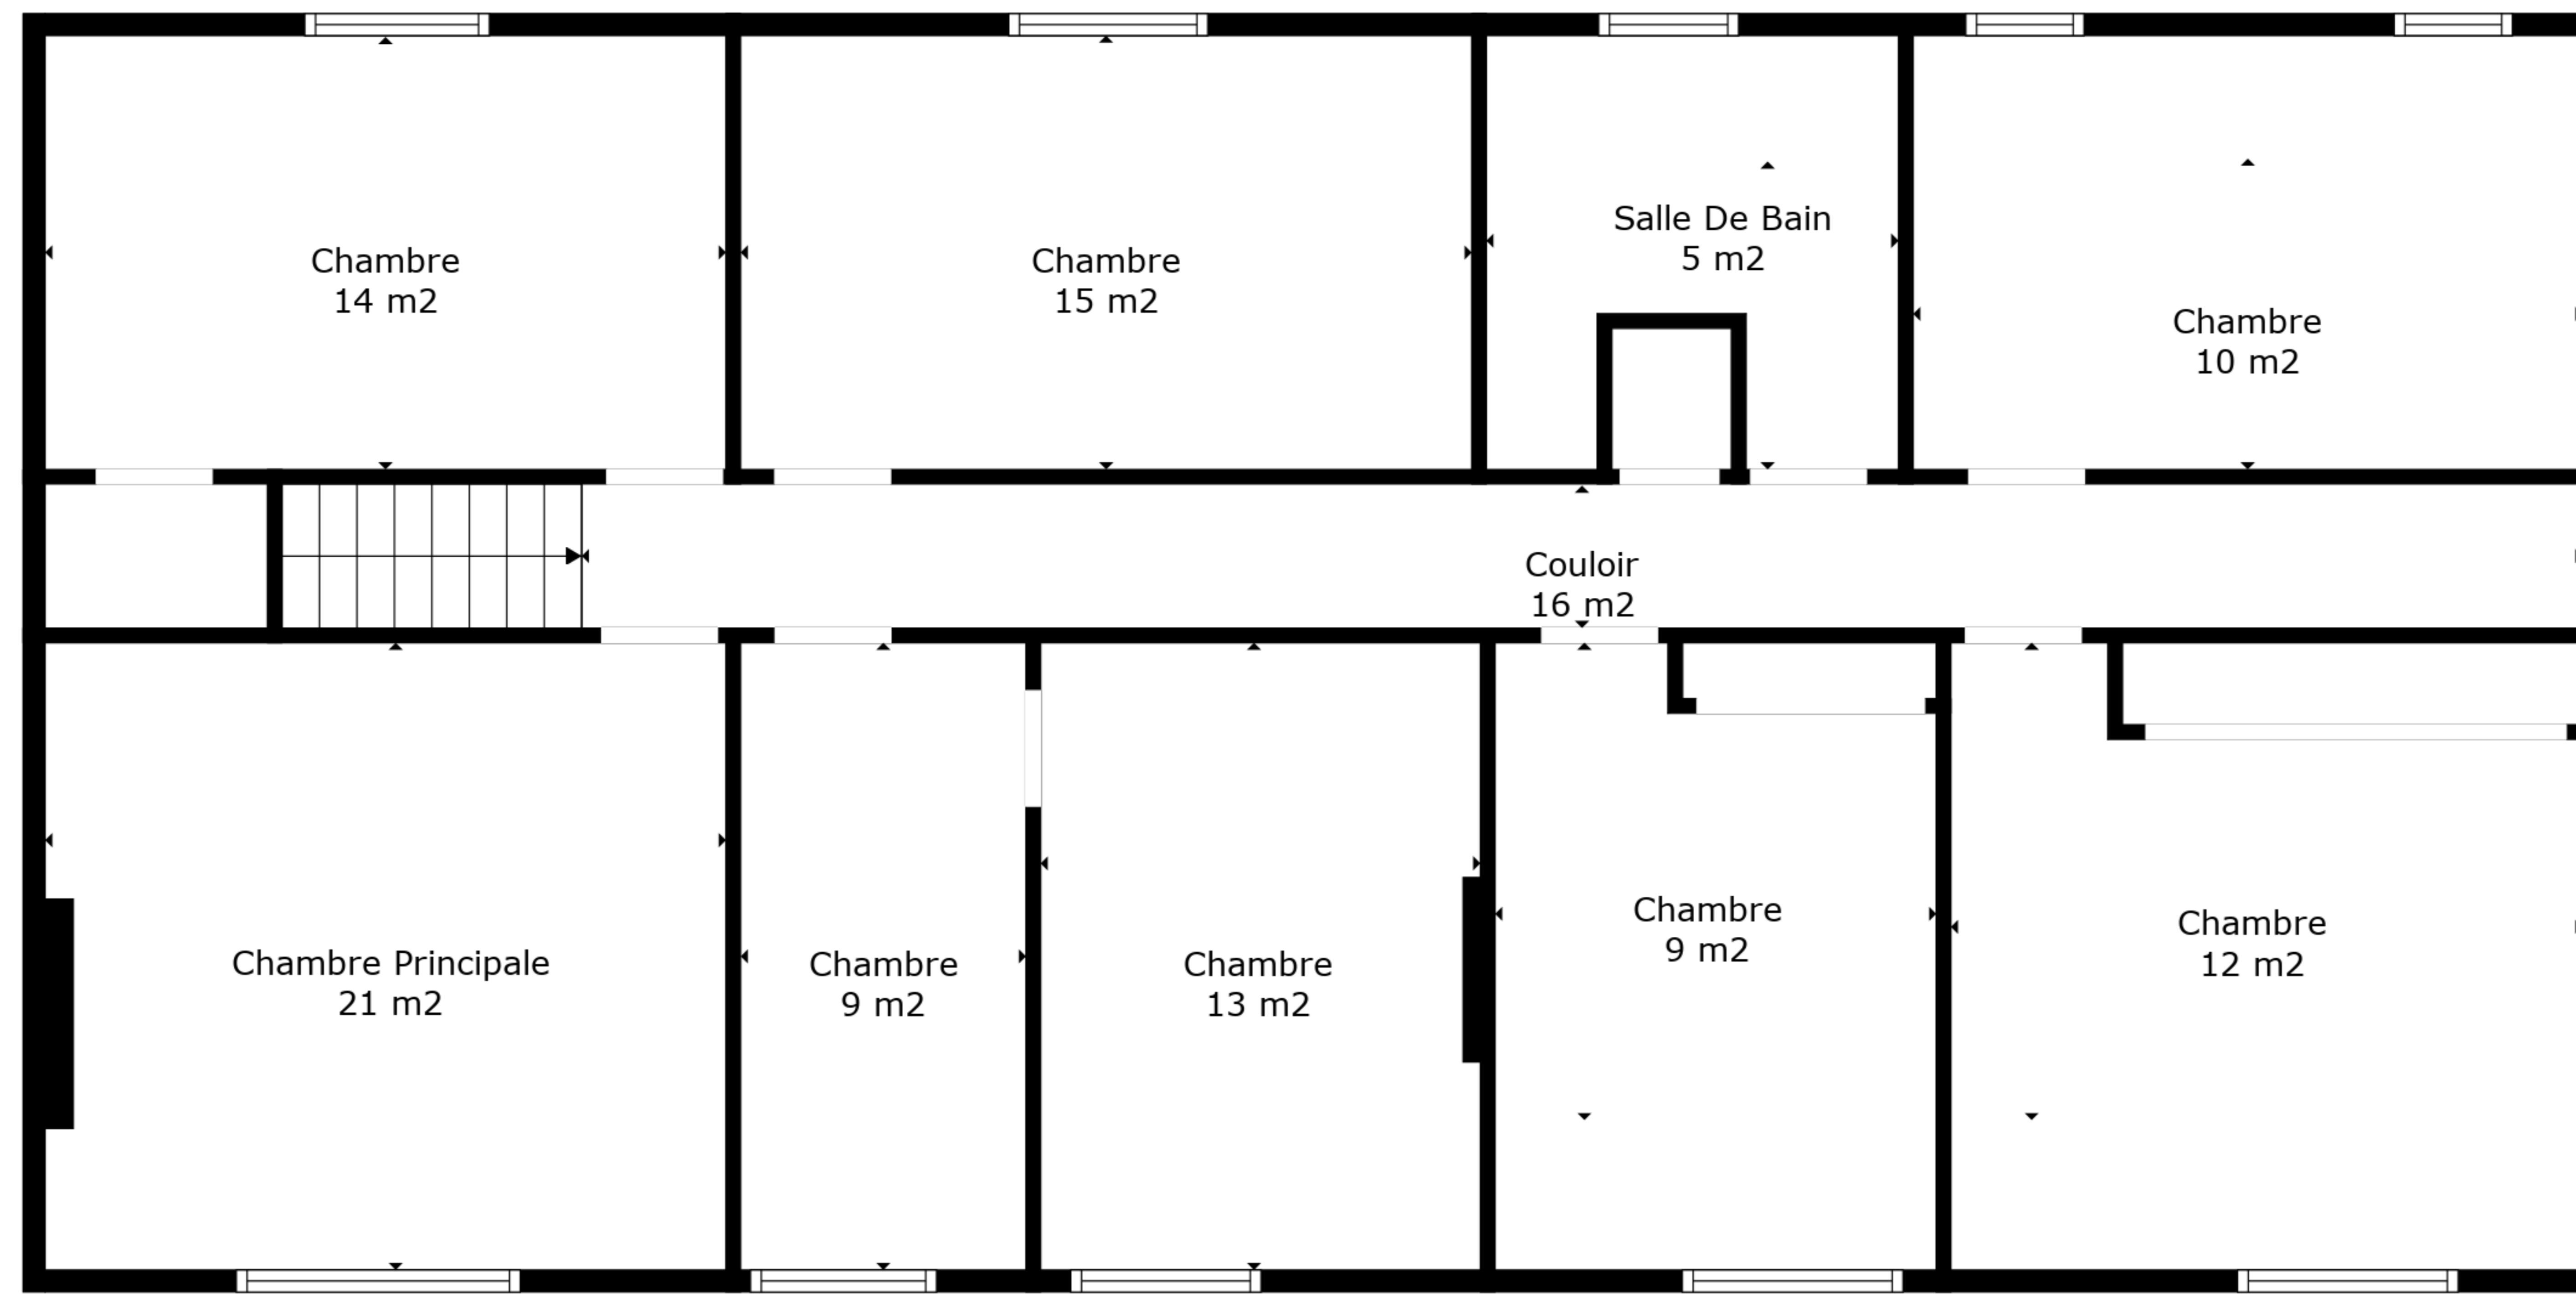 Chambre
14 m2
Chambre
15 m2
Salle De Bain
5 m2
Chambre
10 m2
Couloir
16 m2
Chambre Principale
21 m2
Chambre
9 m2
Chambre
13 m2
Chambre
9 m2
Chambre
12 m2